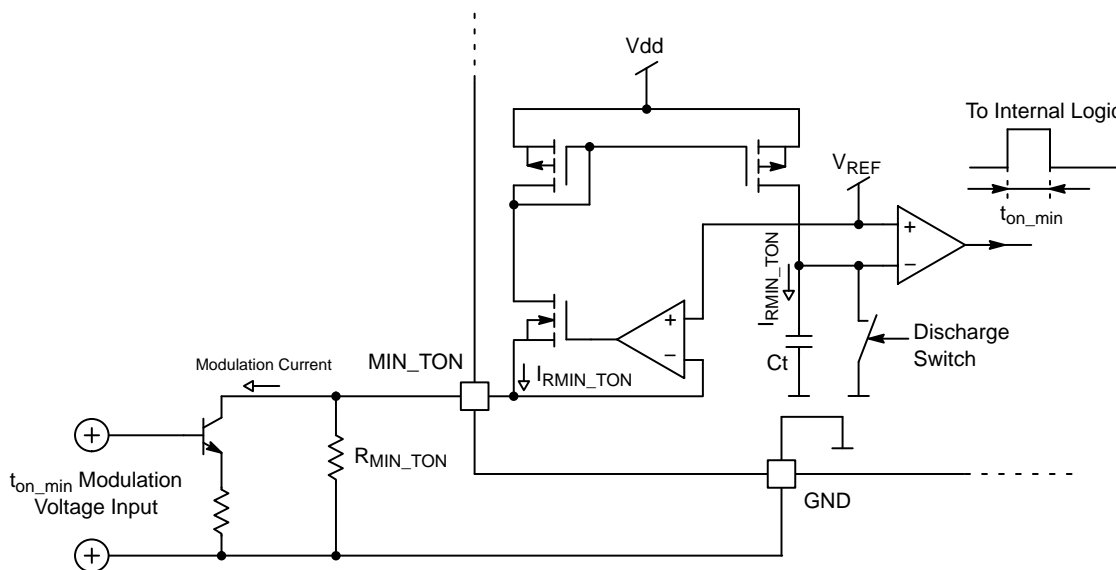 Vdd
To Internal Logic
VREF
ton_min
+
−
IRMIN_TON
+
−
Discharge
Switch
Ct
MIN_TON
Modulation Current
IRMIN_TON
RMIN_TON
ton_min Modulation
Voltage Input
GND